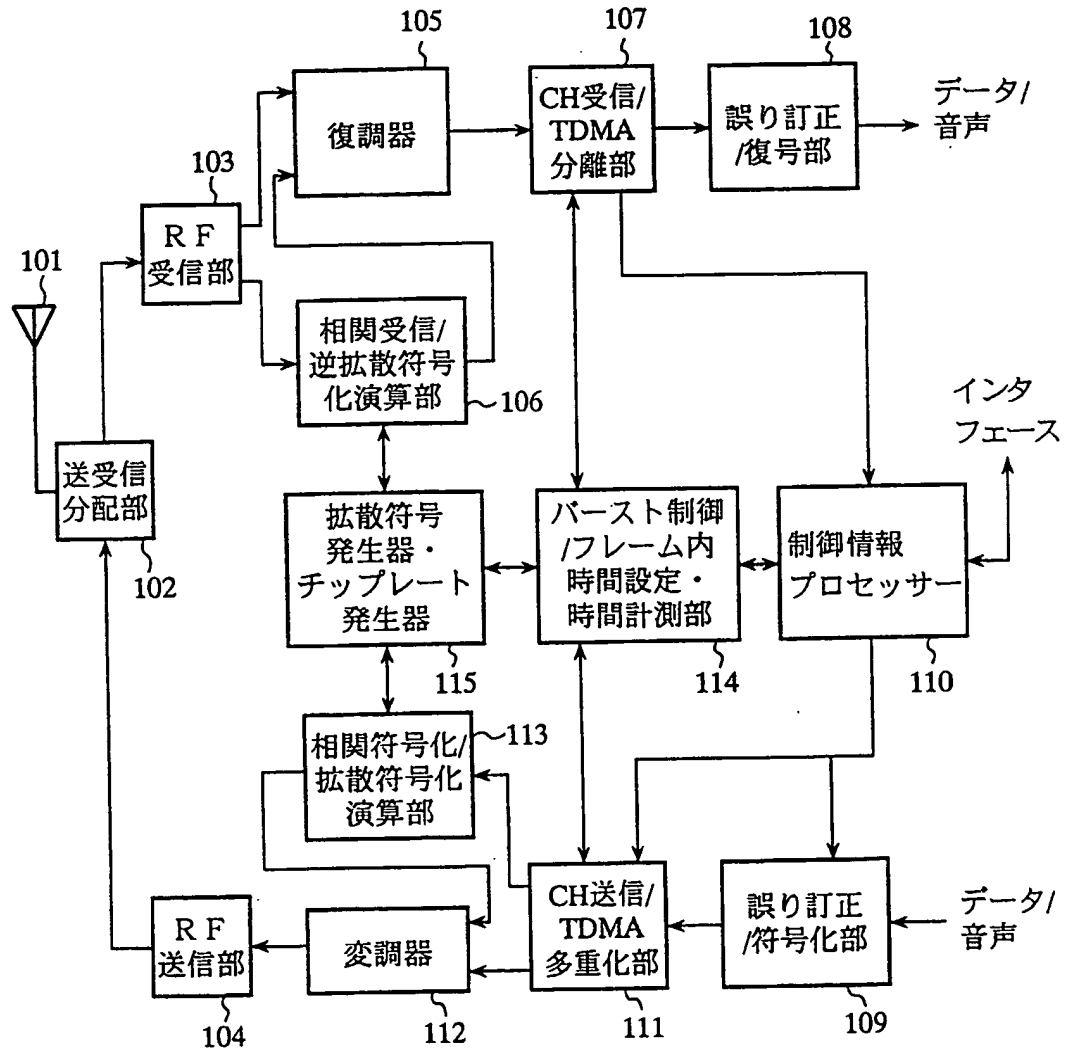 105
復調器
107
CH受信/
TDMA
分離部
108
誤り訂正
/復号部
データ/
音声
103
RF
受信部
101
相関受信/
逆拡散符号
化演算部
106
インタ
フェース
送受信
分配部
102
拡散符号
発生器・
チップレート
発生器
115
バースト制御
/フレーム内
時間設定・
時間計測部
114
制御情報
プロセッサー
110
相関符号化/
拡散符号化
演算部
113
RF
送信部
104
変調器
112
CH送信/
TDMA
多重化部
111
誤り訂正
/符号化部
109
データ/
音声